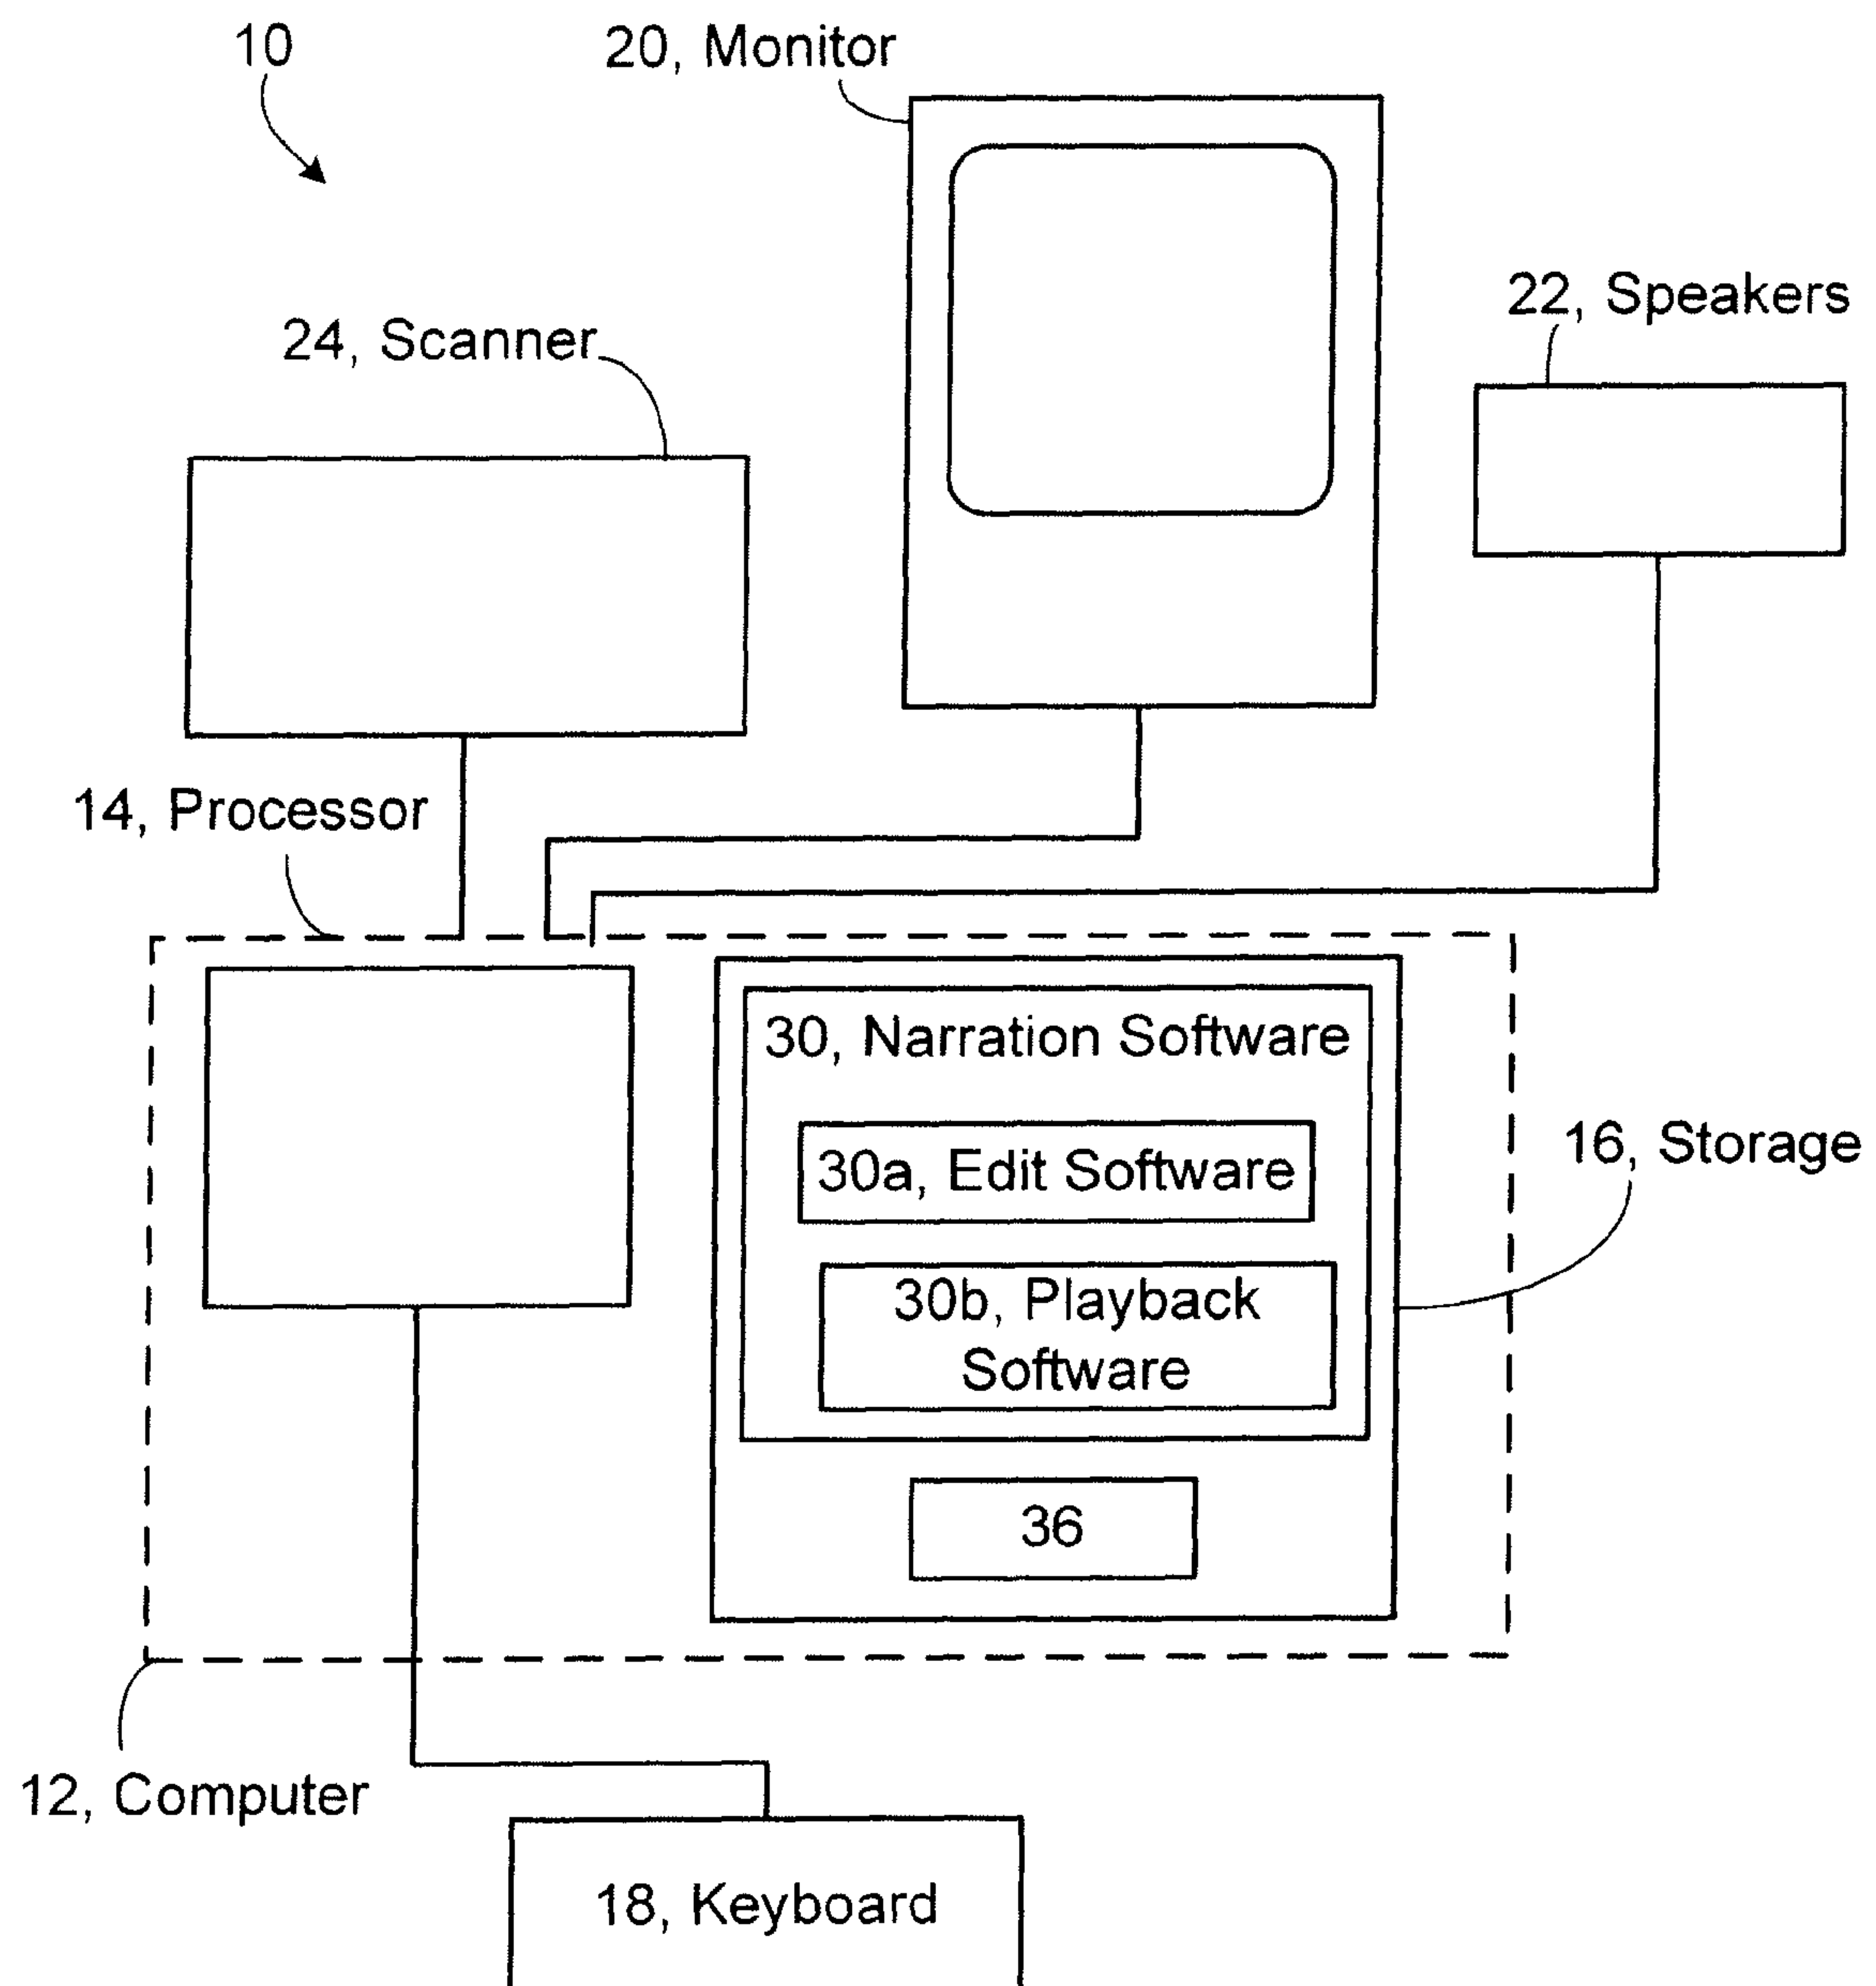 10
20, Monitor
22, Speakers
24, Scanner
14, Processor
30, Narration Software
30a, Edit Software
16, Storage
30b, Playback
Software
36
12, Computer
18, Keyboard